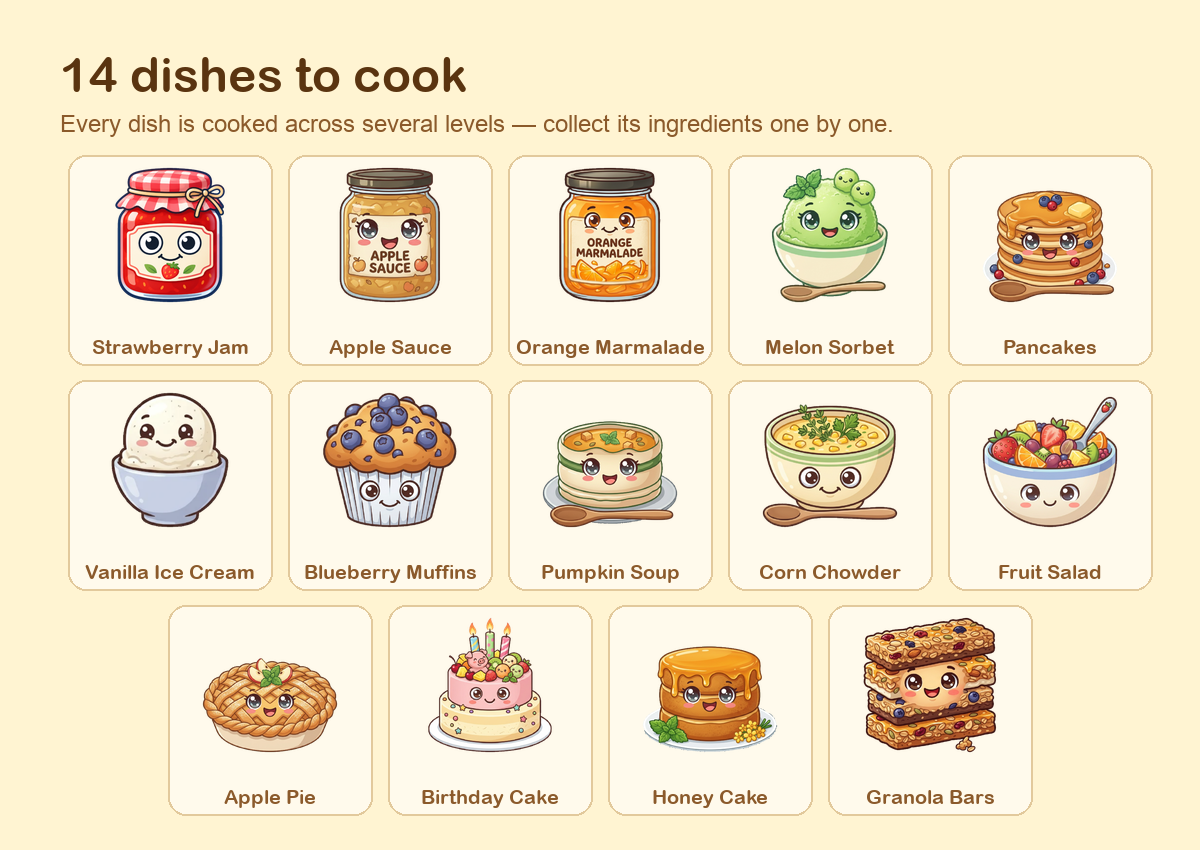 14 dishes to cook
Every dish is cooked across several levels — collect its ingredients one by one.
APPLE
SAUCE
ORANGE
MARMALADE
Strawberry Jam
Apple Sauce
Orange Marmalade
Melon Sorbet
Pancakes
Vanilla Ice Cream
Blueberry Muffins
Pumpkin Soup
Corn Chowder
Fruit Salad
Apple Pie
Birthday Cake
Honey Cake
Granola Bars